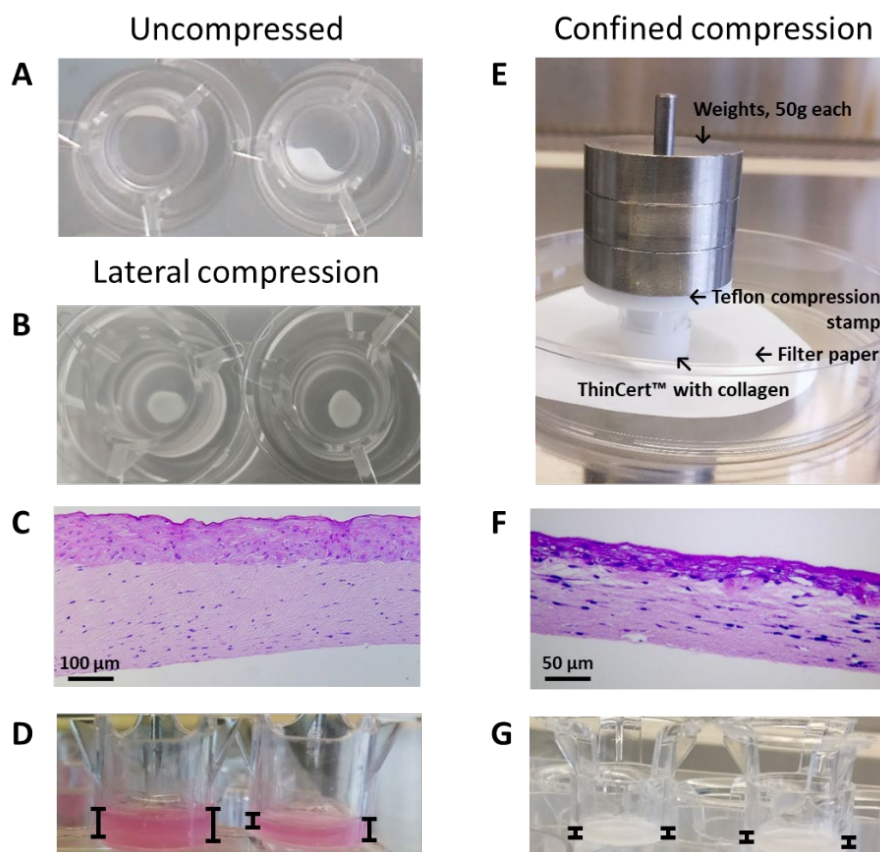 Uncompressed
A
Lateral compression
B
C
100 µm
D
Confined compression
E
Weights, 50g each
Teflon compression
stamp
Filter paper
ThinCert™ with collagen
F
50 µm
G